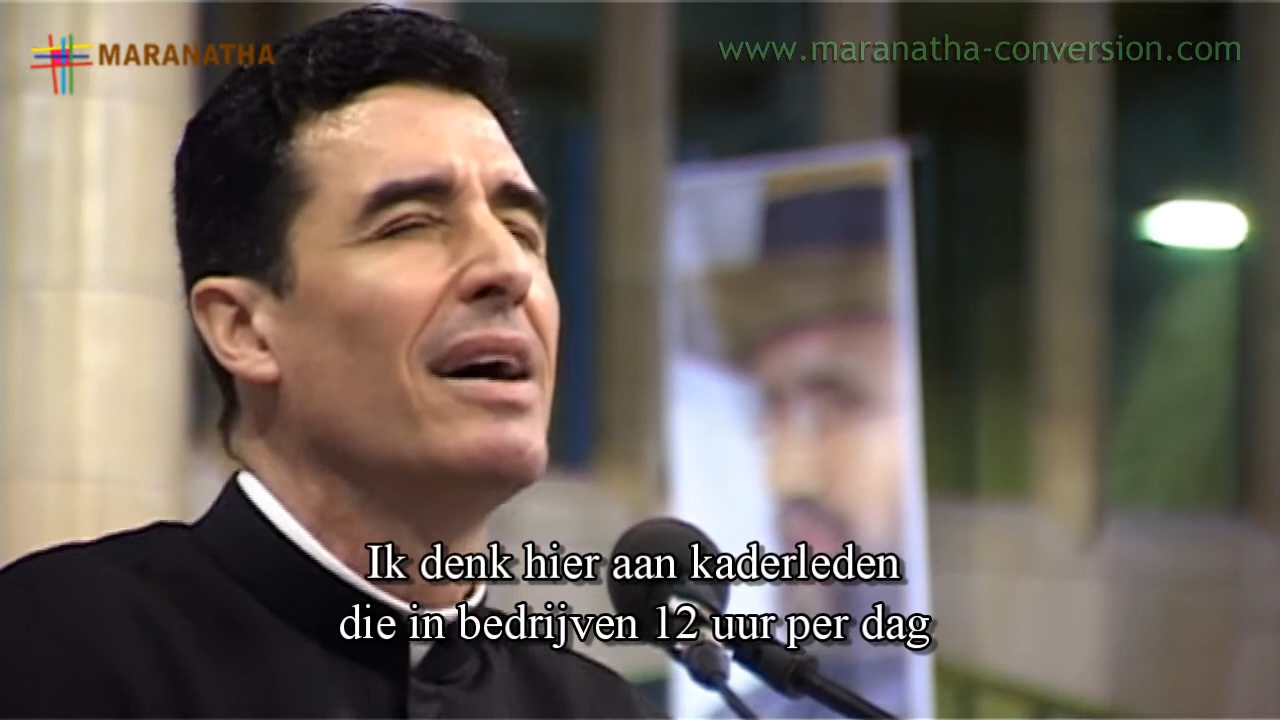 MARANATHA
www.maranatha-conversion.com
Ik denk hier aan kaderleden
die in bedrijven 12 uur per dag